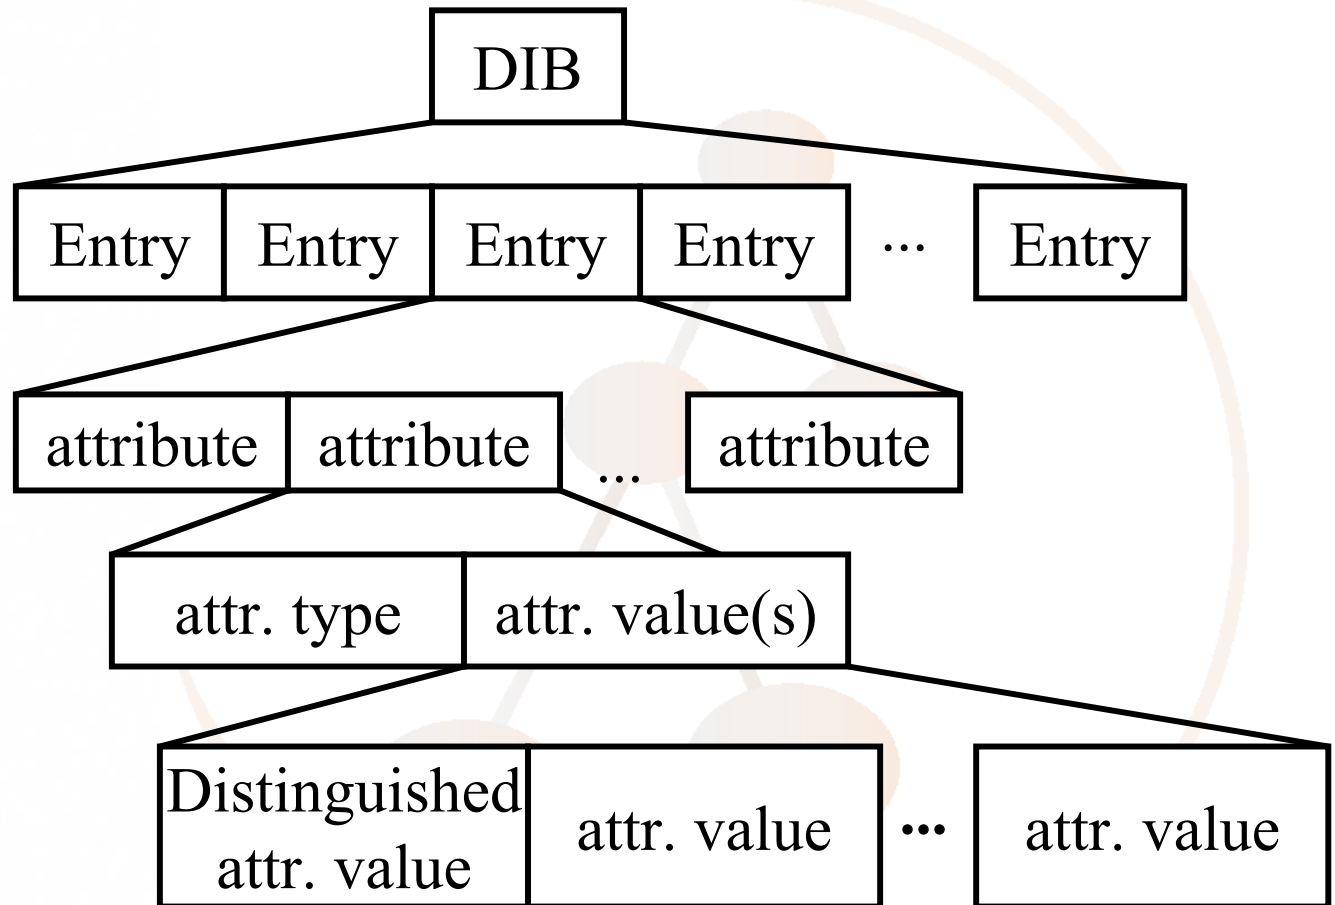 DIB
Entry Entry Entry Entry ... Entry
attribute attribute ... attribute
attr. type attr. value(s)
Distinguished
attr. value attr. value ... attr. value